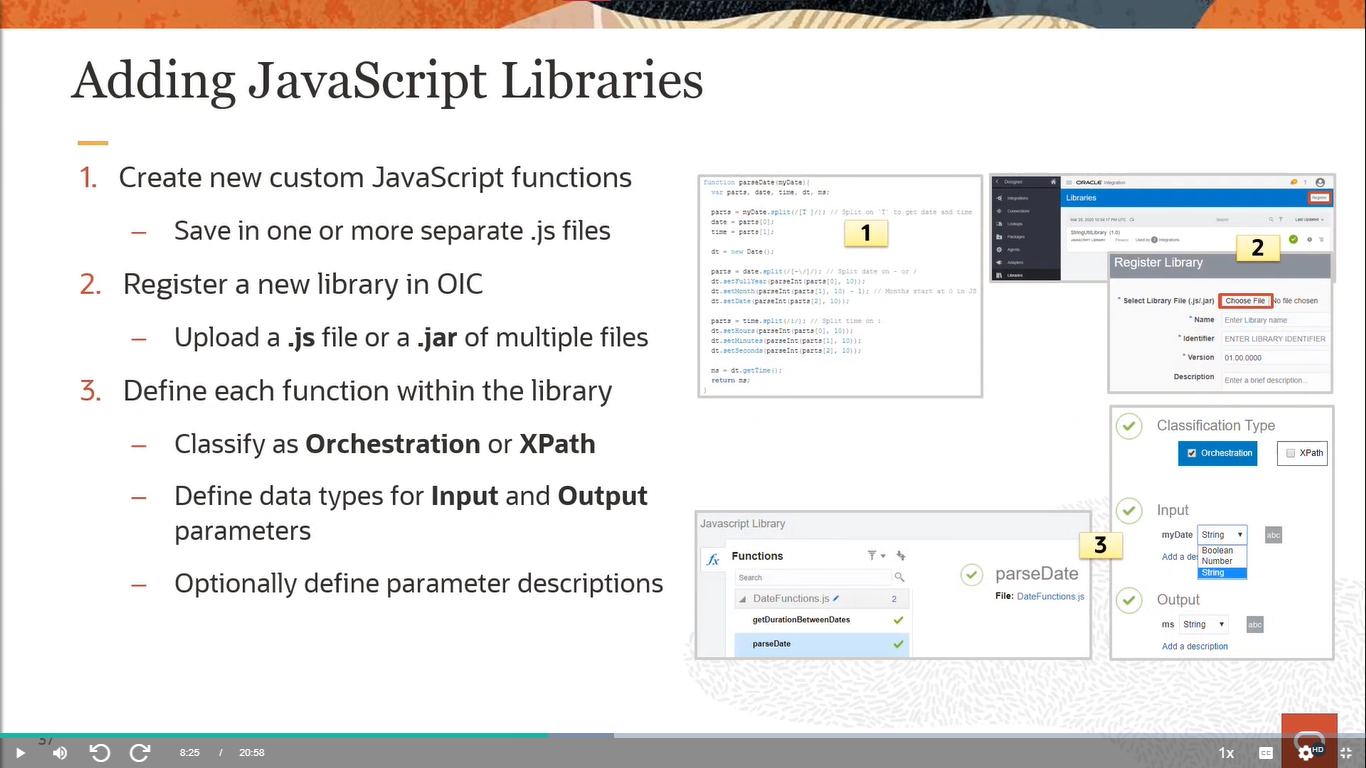 Adding JavaScript Libraries
1. Create new custom JavaScript functions
– Save in one or more separate .js files
2. Register a new library in OIC
– Upload a .js file or a .jar of multiple files
3. Define each function within the library
– Classify as Orchestration or XPath
– Define data types for Input and Output
parameters
– Optionally define parameter descriptions
function parseDate(myDate){
var parts, date, time, dt, ms;
parts = myDate.split(/[T ]/); // Split on `T' to get date and time
date = parts[0];
time = parts[1];
dt = new Date();
parts = date.split(/[-\/]/); // Split date on - or /
dt.setFullYear(parseInt(parts[0], 10));
dt.setMonth(parseInt(parts[1], 10) - 1); // Months start at 0 in JS
dt.setDate(parseInt(parts[2], 10));
parts = time.split(/:/); // Split time on :
dt.setHours(parseInt(parts[0], 10));
dt.setMinutes(parseInt(parts[1], 10));
dt.setSeconds(parseInt(parts[2], 10));
ms = dt.getTime();
return ms;
}
1
Designer
ORACLE Integration
Integrations
Connections
Lookups
Packages
Agents
Adapters
Libraries
Libraries
Register
Search
Last Updated
StringUtilLibrary (1.0)
JAVASCRIPT LIBRARY
2
Register Library
* Select Library File (.js/.jar) Choose File No file chosen
* Name Enter Library name
* Identifier ENTER LIBRARY IDENTIFIER
* Version 01.00.0000
Description Enter a brief description...
Javascript Library
fx Functions
Search
DateFunctions.js 2
getDurationBetweenDates
parseDate
parseDate
File: DateFunctions.js
3
Classification Type
Orchestration XPath
Input
myDate String abc
Add a des
Boolean
Number
String
Output
ms String abc
Add a description
37
8:25 / 20:58
1x
CC
HD